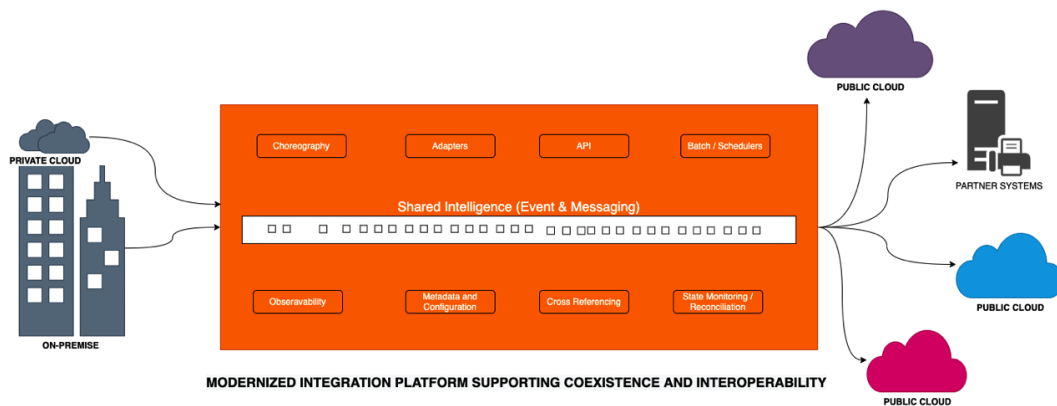 PUBLIC CLOUD
PRIVATE CLOUD
Choreography
Adapters
API
Batch / Schedulers
PARTNER SYSTEMS
Shared Intelligence (Event & Messaging)
Obseravability
Metadata and
Configuration
Cross Referencing
State Monitoring /
Reconciliation
PUBLIC CLOUD
ON-PREMISE
MODERNIZED INTEGRATION PLATFORM SUPPORTING COEXISTENCE AND INTEROPERABILITY
PUBLIC CLOUD